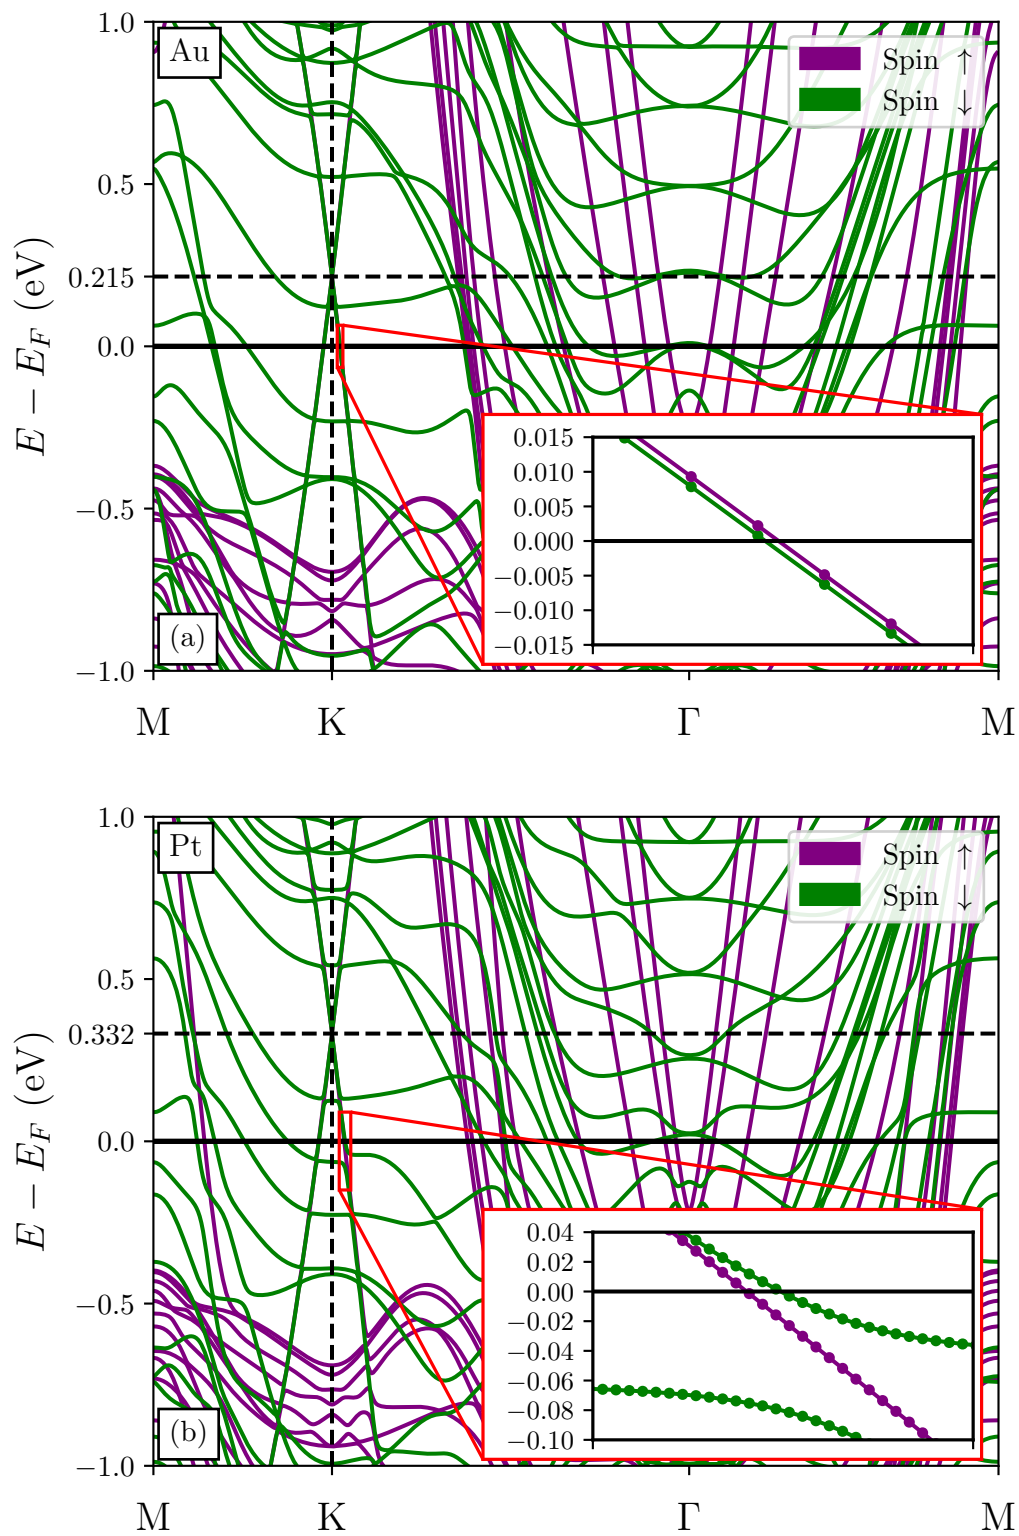 1.0
Au
Spin ↑
Spin ↓
0.5
0.215
0.0
−0.5
−1.0
E − E_F (eV)
0.015
0.010
0.005
0.000
−0.005
−0.010
−0.015
(a)
M K Γ M
1.0
Pt
Spin ↑
Spin ↓
0.5
0.332
0.0
−0.5
−1.0
E − E_F (eV)
0.04
0.02
0.00
−0.02
−0.04
−0.06
−0.08
−0.10
(b)
M K Γ M